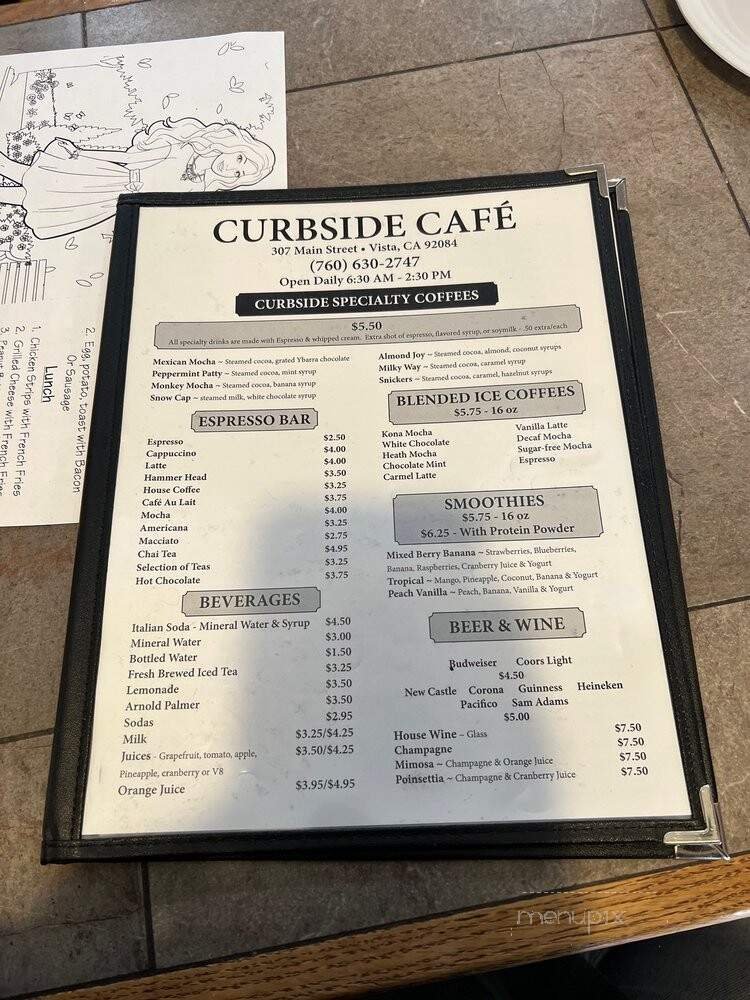 CURBSIDE CAFÉ
307 Main Street • Vista, CA 92084
(760) 630-2747
Open Daily 6:30 AM - 2:30 PM
CURBSIDE SPECIALTY COFFEES
$5.50
All specialty drinks are made with Espresso & whipped cream. Extra shot of espresso, flavored syrup, or soymilk - .50 extra/each
Mexican Mocha ~ Steamed cocoa, grated Ybarra chocolate
Peppermint Patty ~ Steamed cocoa, mint syrup
Monkey Mocha ~ Steamed cocoa, banana syrup
Snow Cap ~ steamed milk, white chocolate syrup
Almond Joy ~ Steamed cocoa, almond, coconut syrups
Milky Way ~ Steamed cocoa, caramel syrup
Snickers ~ Steamed cocoa, caramel, hazelnut syrups
ESPRESSO BAR
Espresso $2.50
Cappuccino $4.00
Latte $4.00
Hammer Head $3.50
House Coffee $3.25
Café Au Lait $3.75
Mocha $4.00
Americana $3.25
Macciato $2.75
Chai Tea $4.95
Selection of Teas $3.25
Hot Chocolate $3.75
BEVERAGES
Italian Soda - Mineral Water & Syrup $4.50
Mineral Water $3.00
Bottled Water $1.50
Fresh Brewed Iced Tea $3.25
Lemonade $3.50
Arnold Palmer $3.50
Sodas $2.95
Milk $3.25/$4.25
Juices - Grapefruit, tomato, apple, $3.50/$4.25
Pineapple, cranberry or V8
Orange Juice $3.95/$4.95
BLENDED ICE COFFEES
$5.75 - 16 oz
Kona Mocha Vanilla Latte
White Chocolate Decaf Mocha
Heath Mocha Sugar-free Mocha
Chocolate Mint Espresso
Carmel Latte
SMOOTHIES
$5.75 - 16 oz
$6.25 - With Protein Powder
Mixed Berry Banana ~ Strawberries, Blueberries,
Banana, Raspberries, Cranberry Juice & Yogurt
Tropical ~ Mango, Pineapple, Coconut, Banana & Yogurt
Peach Vanilla ~ Peach, Banana, Vanilla & Yogurt
BEER & WINE
Budweiser Coors Light
$4.50
New Castle Corona Guinness Heineken
Pacifico Sam Adams
$5.00
House Wine ~ Glass $7.50
Champagne $7.50
Mimosa ~ Champagne & Orange Juice $7.50
Poinsettia ~ Champagne & Cranberry Juice $7.50
2. Egg, potato, toast with Bacon
Or Sausage
Lunch
1. Chicken Strips with French Fries
2. Grilled Cheese with French Fries
3. Peanut
menupix